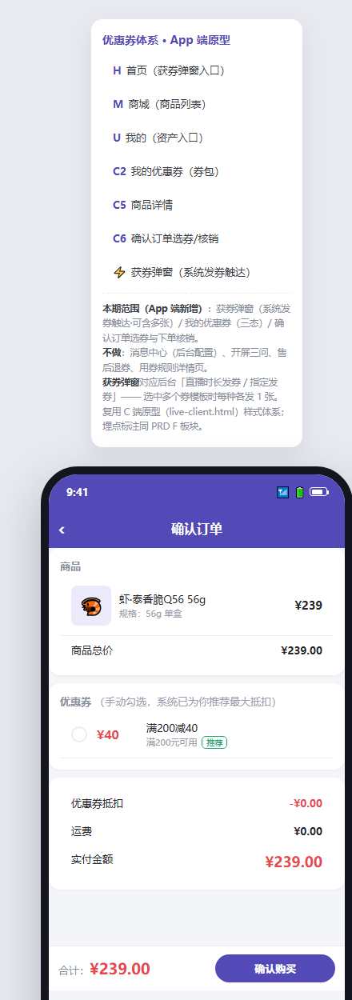 优惠券体系 • App 端原型
H 首页（获券弹窗入口）
M 商城（商品列表）
U 我的（资产入口）
C2 我的优惠券（券包）
C5 商品详情
C6 确认订单选券/核销
⚡ 获券弹窗（系统发券触达）
本期范围（App 端新增）：获券弹窗（系统发
券触达·可含多张）/ 我的优惠券（三态）/ 确
认订单选券与下单核销。
不做：消息中心（后台配置）、开屏三问、售
后退券、用券规则详情页。
获券弹窗对应后台「直播时长发券 / 指定发
券」—— 选中多个券模板时每种各发 1 张。
复用 C 端原型（live-client.html）样式体系；
埋点标注同 PRD F 板块。
9:41
‹ 确认订单
商品
虾·泰香脆Q56 56g
规格：56g 单盒
¥239
商品总价 ¥239.00
优惠券 （手动勾选，系统已为你推荐最大抵扣）
¥40
满200减40
满200元可用 推荐
优惠券抵扣 -¥0.00
运费 ¥0.00
实付金额 ¥239.00
合计：¥239.00 确认购买